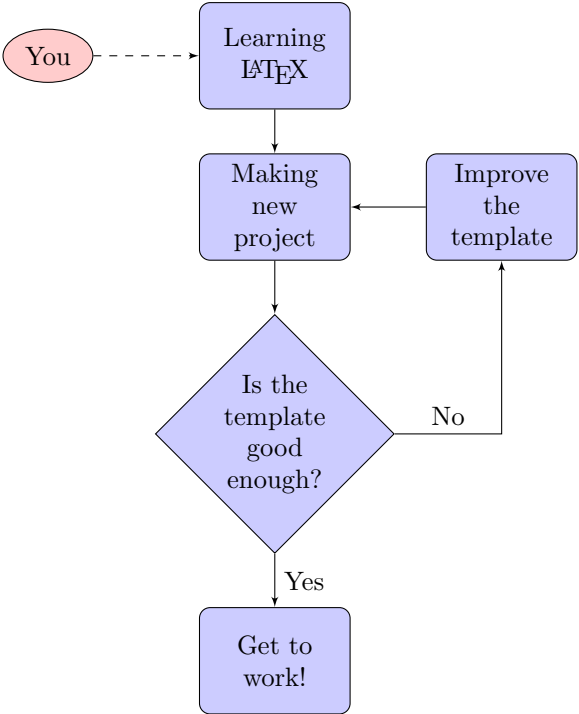 You
Learning
LATEX
Making
new
project
Improve
the
template
Is the
template
good
enough?
No
Yes
Get to
work!